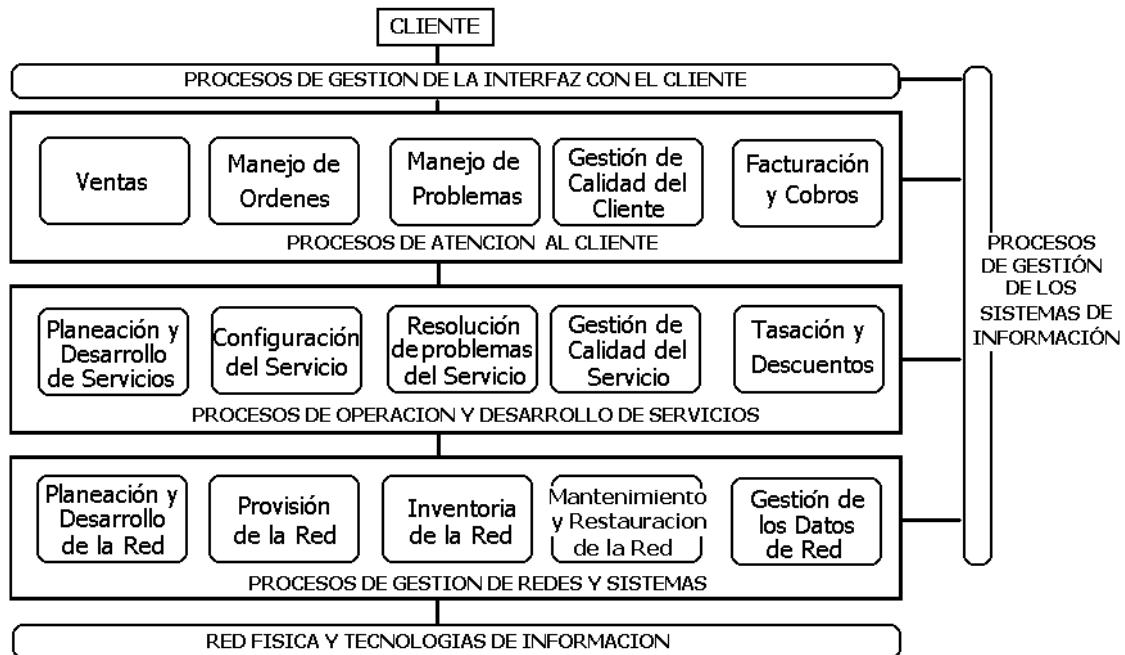 CLIENTE
PROCESOS DE GESTION DE LA INTERFAZ CON EL CLIENTE
Ventas
Manejo de
Ordenes
Manejo de
Problemas
Gestión de
Calidad del
Cliente
Facturación
y Cobros
PROCESOS DE ATENCION AL CLIENTE
Planeación y
Desarrollo
de Servicios
Configuración
del Servicio
Resolución
de problemas
del Servicio
Gestión de
Calidad del
Servicio
Tasación y
Descuentos
PROCESOS DE OPERACION Y DESARROLLO DE SERVICIOS
Planeación y
Desarrollo
de la Red
Provisión
de la Red
Inventoria
de la Red
Mantenimiento
y Restauracion
de la Red
Gestión de
los Datos
de Red
PROCESOS DE GESTION DE REDES Y SISTEMAS
RED FISICA Y TECNOLOGIAS DE INFORMACION
PROCESOS
DE GESTIÓN
DE LOS
SISTEMAS DE
INFORMACIÓN